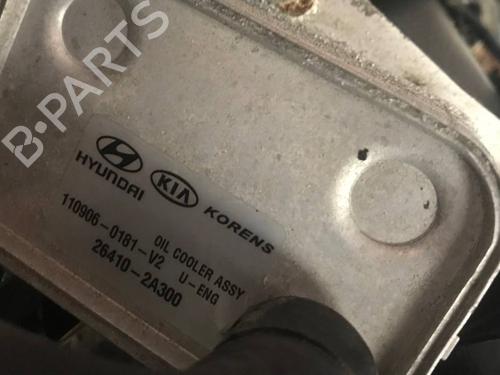 B-PARTS
HYUNDAI KIA KORENS
OIL COOLER ASSY
110906-0181-V2 U-ENG
26410-2A300